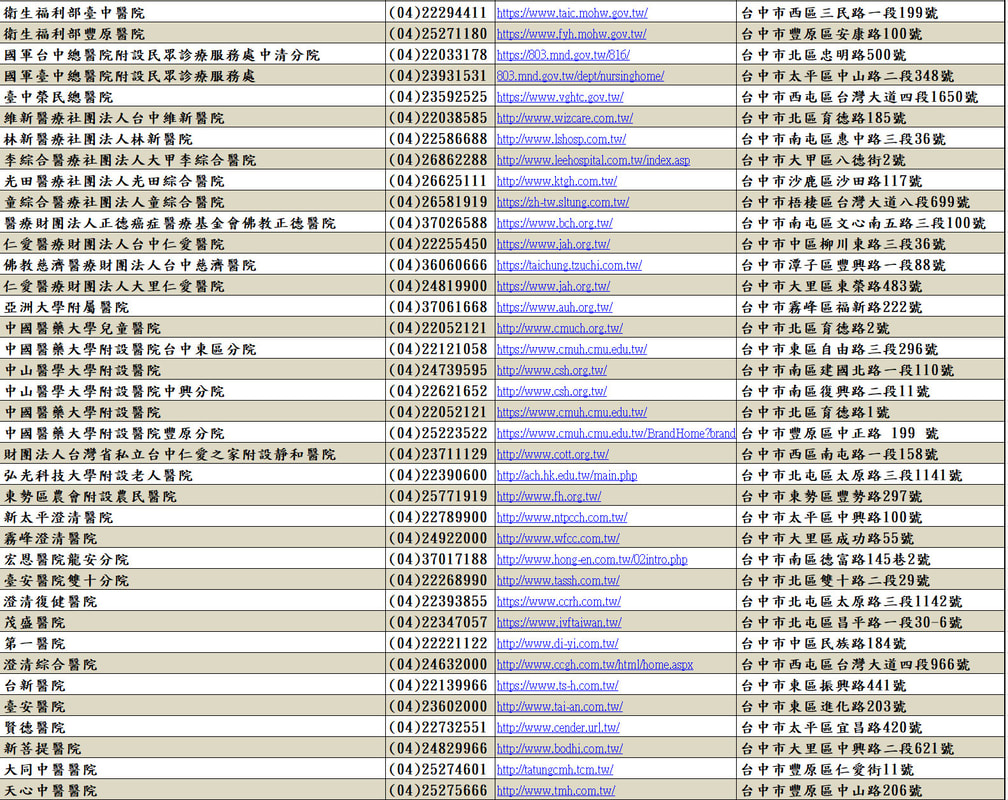 衛生福利部臺中醫院 (04)22294411 https://www.taic.mohw.gov.tw/ 台中市西區三民路一段199號
衛生福利部豐原醫院 (04)25271180 https://www.fyh.mohw.gov.tw/ 台中市豐原區安康路100號
國軍台中總醫院附設民眾診療服務處中清分院 (04)22033178 https://803.mnd.gov.tw/816/ 台中市北區忠明路500號
國軍臺中總醫院附設民眾診療服務處 (04)23931531 803.mnd.gov.tw/dept/nursinghome/ 台中市太平區中山路二段348號
臺中榮民總醫院 (04)23592525 https://www.vghtc.gov.tw/ 台中市西屯區台灣大道四段1650號
維新醫療社團法人台中維新醫院 (04)22038585 http://www.wizcare.com.tw/ 台中市北區育德路185號
林新醫療社團法人林新醫院 (04)22586688 http://www.lshosp.com.tw/ 台中市南屯區惠中路三段36號
李綜合醫療社團法人大甲李綜合醫院 (04)26862288 http://www.leehospital.com.tw/index.asp 台中市大甲區八德街2號
光田醫療社團法人光田綜合醫院 (04)26625111 http://www.ktgh.com.tw/ 台中市沙鹿區沙田路117號
童綜合醫療社團法人童綜合醫院 (04)26581919 https://zh-tw.sltung.com.tw/ 台中市梧棲區台灣大道八段699號
醫療財團法人正德癌症醫療基金會佛教正德醫院 (04)37026588 https://www.bch.org.tw/ 台中市南屯區文心南五路三段100號
仁愛醫療財團法人台中仁愛醫院 (04)22255450 https://www.jah.org.tw/ 台中市中區柳川東路三段36號
佛教慈濟醫療財團法人台中慈濟醫院 (04)36060666 https://taichung.tzuchi.com.tw/ 台中市潭子區豐興路一段88號
仁愛醫療財團法人大里仁愛醫院 (04)24819900 https://www.jah.org.tw/ 台中市大里區東榮路483號
亞洲大學附屬醫院 (04)37061668 https://www.auh.org.tw/ 台中市霧峰區福新路222號
中國醫藥大學兒童醫院 (04)22052121 http://www.cmuch.org.tw/ 台中市北區育德路2號
中國醫藥大學附設醫院台中東區分院 (04)22121058 http://www.cmuh.cmu.edu.tw/ 台中市東區自由路三段296號
中山醫學大學附設醫院 (04)24739595 http://www.csh.org.tw/ 台中市南區建國北路一段110號
中山醫學大學附設醫院中興分院 (04)22621652 http://www.csh.org.tw/ 台中市南區復興路二段11號
中國醫藥大學附設醫院 (04)22052121 http://www.cmuh.cmu.edu.tw/ 台中市北區育德路1號
中國醫藥大學附設醫院豐原分院 (04)25223522 https://www.cmuh.cmu.edu.tw/BrandHome?brand 台中市豐原區中正路 199 號
財團法人台灣省私立台中仁愛之家附設靜和醫院 (04)23711129 https://www.cott.org.tw/ 台中市西區南屯路一段158號
弘光科技大學附設老人醫院 (04)22390600 http://ach.hk.edu.tw/main.php 台中市北屯區太原路三段1141號
東勢區農會附設農民醫院 (04)25771919 https://www.fh.org.tw/ 台中市東勢區豐勢路297號
新太平澄清醫院 (04)22789900 https://www.ntpcch.com.tw/ 台中市太平區中興路100號
霧峰澄清醫院 (04)24922000 http://www.wfcc.com.tw/ 台中市大里區成功路55號
宏恩醫院龍安分院 (04)37017188 http://www.hong-en.com.tw/02intro.php 台中市南區德富路145巷2號
臺安醫院雙十分院 (04)22268990 http://www.tassh.com.tw/ 台中市北區雙十路二段29號
澄清復健醫院 (04)22393855 https://www.ccrh.com.tw/ 台中市北屯區太原路三段1142號
茂盛醫院 (04)22347057 https://www.ivftaiwan.tw/ 台中市北屯區昌平路一段30-6號
第一醫院 (04)22221122 http://www.di-yi.com.tw/ 台中市中區民族路184號
澄清綜合醫院 (04)24632000 http://www.ccgh.com.tw/html/home.aspx 台中市西屯區台灣大道四段966號
台新醫院 (04)22139966 https://www.ts-h.com.tw/ 台中市東區振興路441號
臺安醫院 (04)23602000 http://www.tai-an.com.tw/ 台中市東區進化路203號
賢德醫院 (04)22732551 http://www.cender.url.tw/ 台中市太平區宜昌路420號
新菩提醫院 (04)24829966 http://www.bodhi.com.tw/ 台中市大里區中興路二段621號
大同中醫醫院 (04)25274601 http://tatungcmh.tcm.tw/ 台中市豐原區仁愛街11號
天心中醫醫院 (04)25275666 http://www.tmh.com.tw/ 台中市豐原區中山路206號